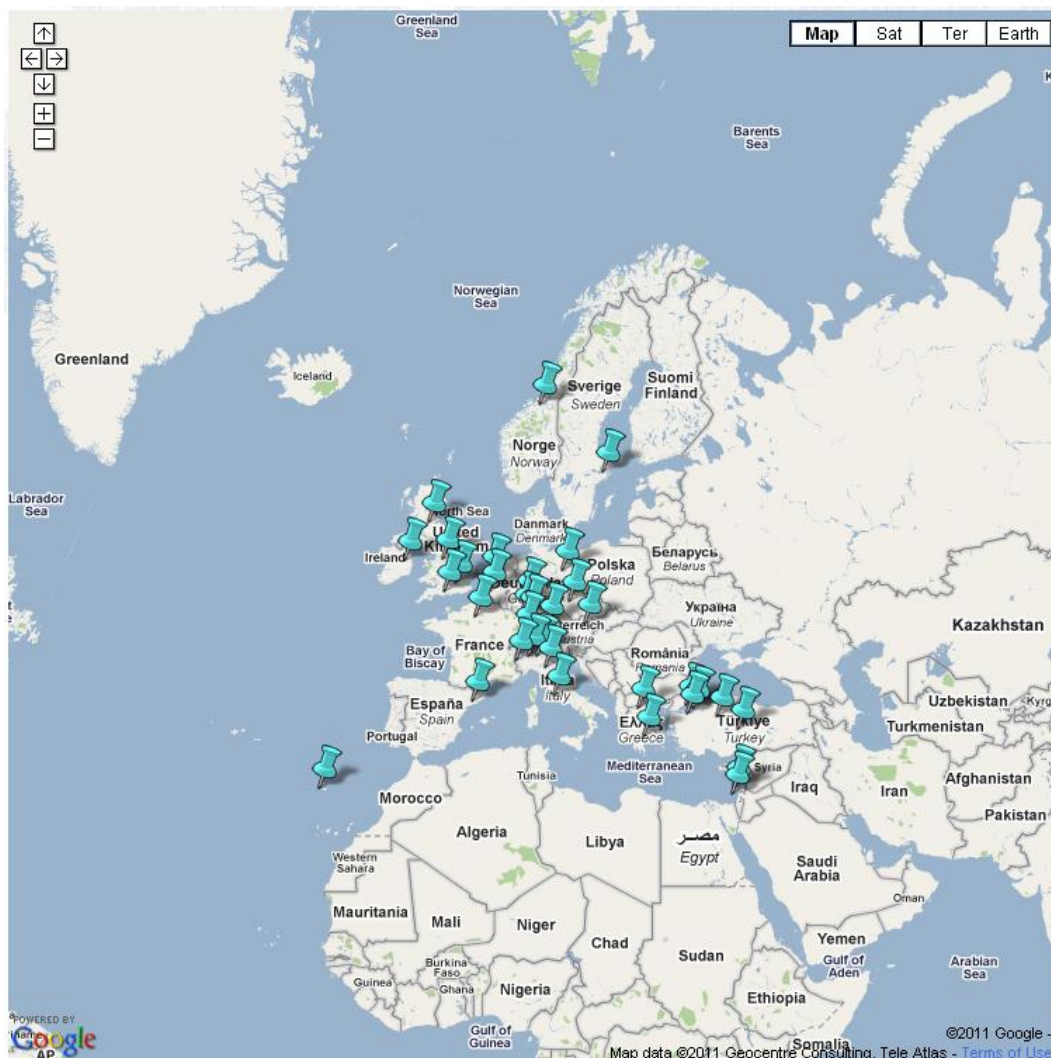 Greenland
Sea
Map
Sat
Ter
Earth
Barents
Sea
Norwegian
Sea
Greenland
Iceland
Sverige
Sweden
Suomi
Finland
Norge
Norway
Labrador
Sea
North Sea
United
Ireland
Danmark
Denmark
Polska
Poland
Беларусь
Belarus
Україна
Ukraine
Kazakhstan
France
Bay of
Biscay
România
Romania
España
Spain
Portugal
Italy
Greece
Türkiye
Turkey
Uzbekistan
Turkmenistan
Mediterranean
Sea
Syria
Iraq
Iran
Afghanistan
Pakistan
Tunisia
Morocco
Algeria
Libya
مصر
Egypt
Saudi
Arabia
Oman
Western
Sahara
Mauritania
Mali
Niger
Chad
Sudan
Yemen
Gulf of
Aden
Arabian
Sea
Burkina
Faso
Guinea
Ghana
Nigeria
Ethiopia
Gulf of
Guinea
Somalia
POWERED BY
Google
©2011 Google -
Map data ©2011 Geocentre Consulting, Tele Atlas - Terms of Use